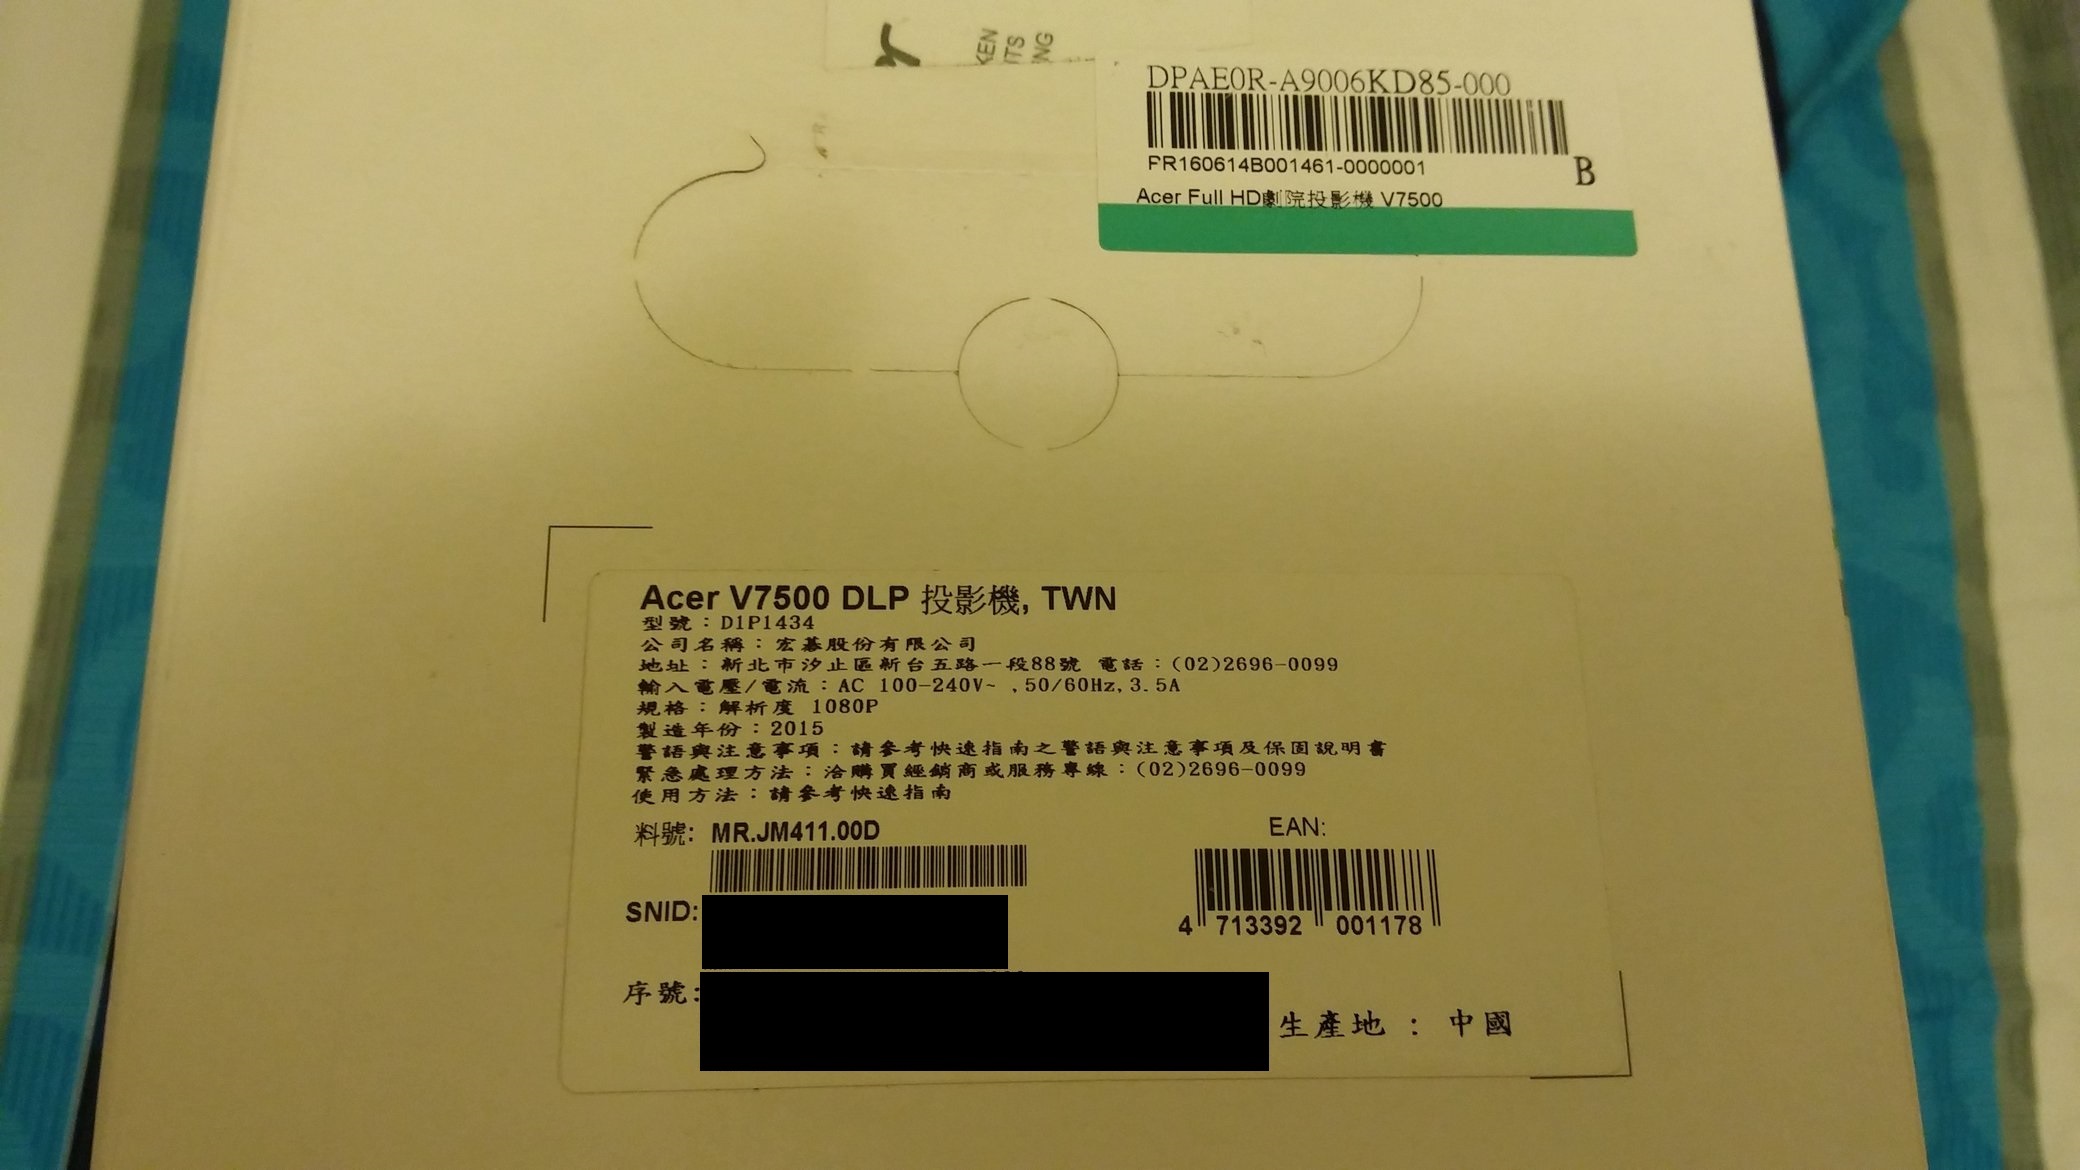 KEN
ITS
NG
DPAE0R-A9006KD85-000
PR160614B001461-0000001
B
Acer Full HD劇院投影機 V7500
Acer V7500 DLP 投影機, TWN
型號：D1P1434
公司名稱：宏碁股份有限公司
地址：新北市汐止區新台五路一段88號 電話：(02)2696-0099
輸入電壓/電流：AC 100-240V~ ,50/60Hz,3.5A
規格：解析度 1080P
製造年份：2015
警語與注意事項：請參考快速指南之警語與注意事項及保固說明書
緊急處理方法：洽購買經銷商或服務專線：(02)2696-0099
使用方法：請參考快速指南
料號: MR.JM411.00D
EAN:
SNID:
4 713392 001178
序號:
生產地 : 中國